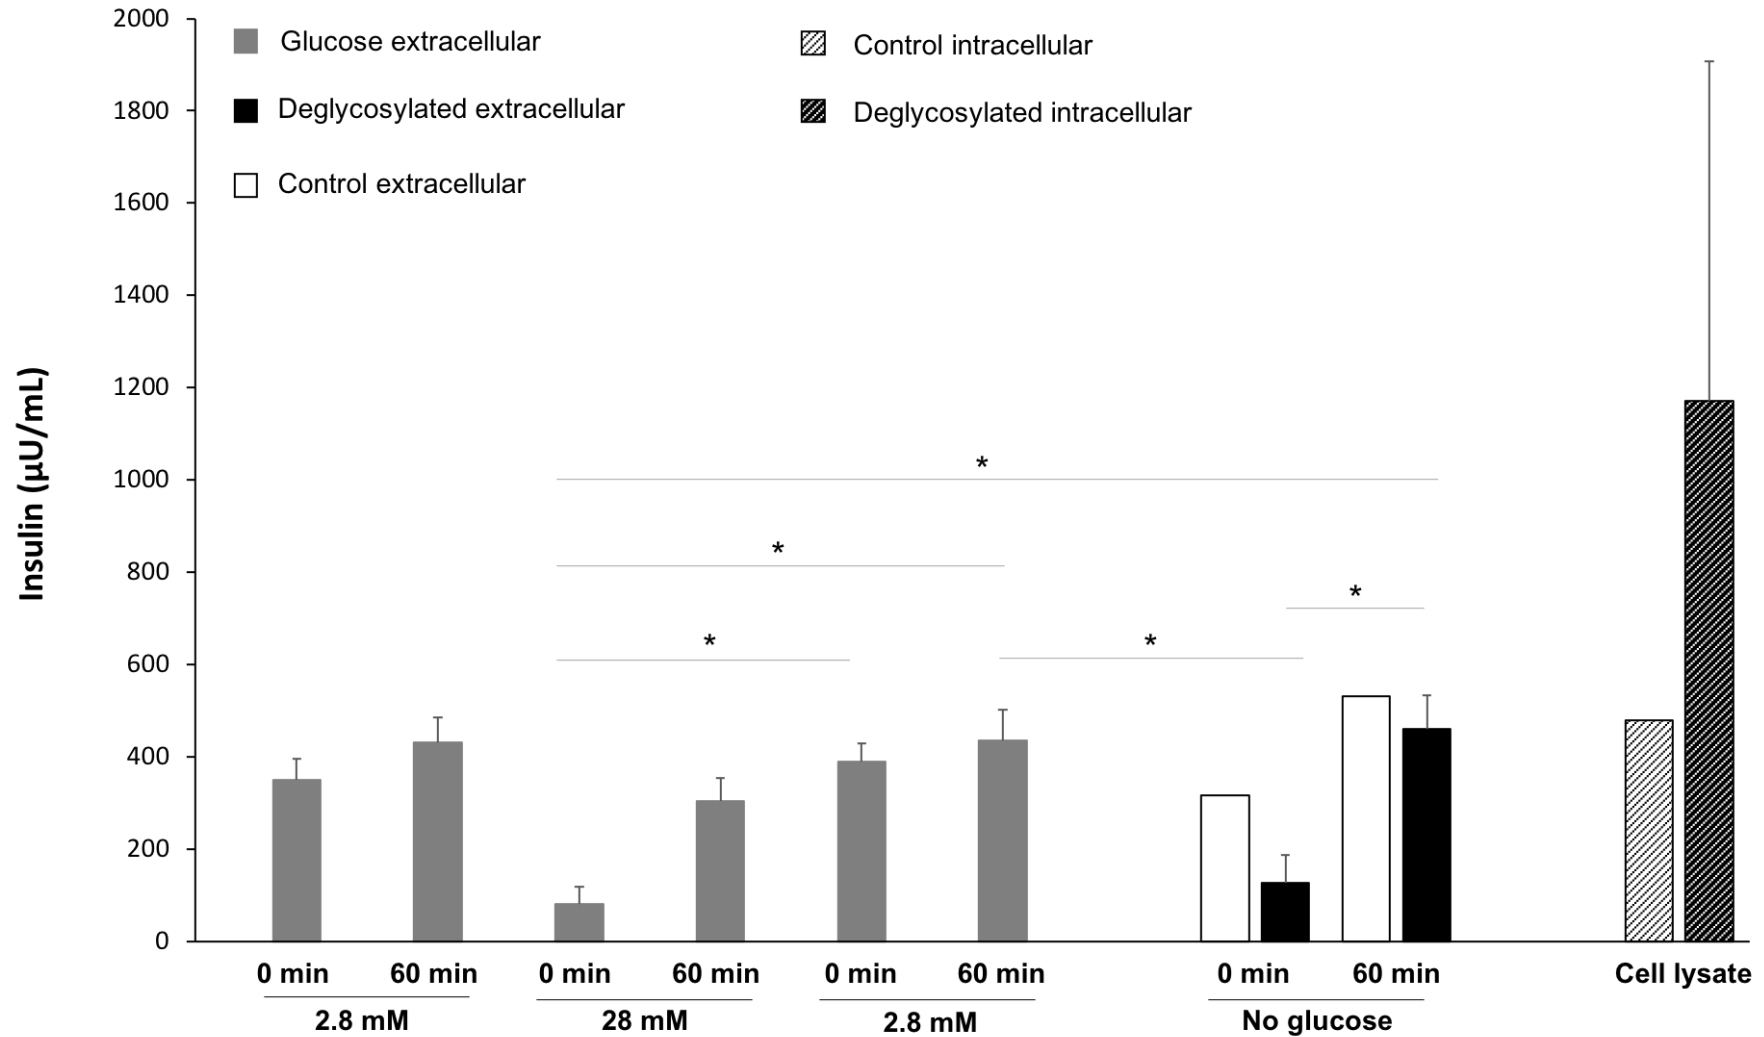 2000
1800
1600
1400
1200
1000
800
600
400
200
0
Insulin (µU/mL)
Glucose extracellular
Deglycosylated extracellular
Control extracellular
Control intracellular
Deglycosylated intracellular
*
*
*
*
*
0 min 60 min 0 min 60 min 0 min 60 min 0 min 60 min Cell lysate
2.8 mM 28 mM 2.8 mM No glucose